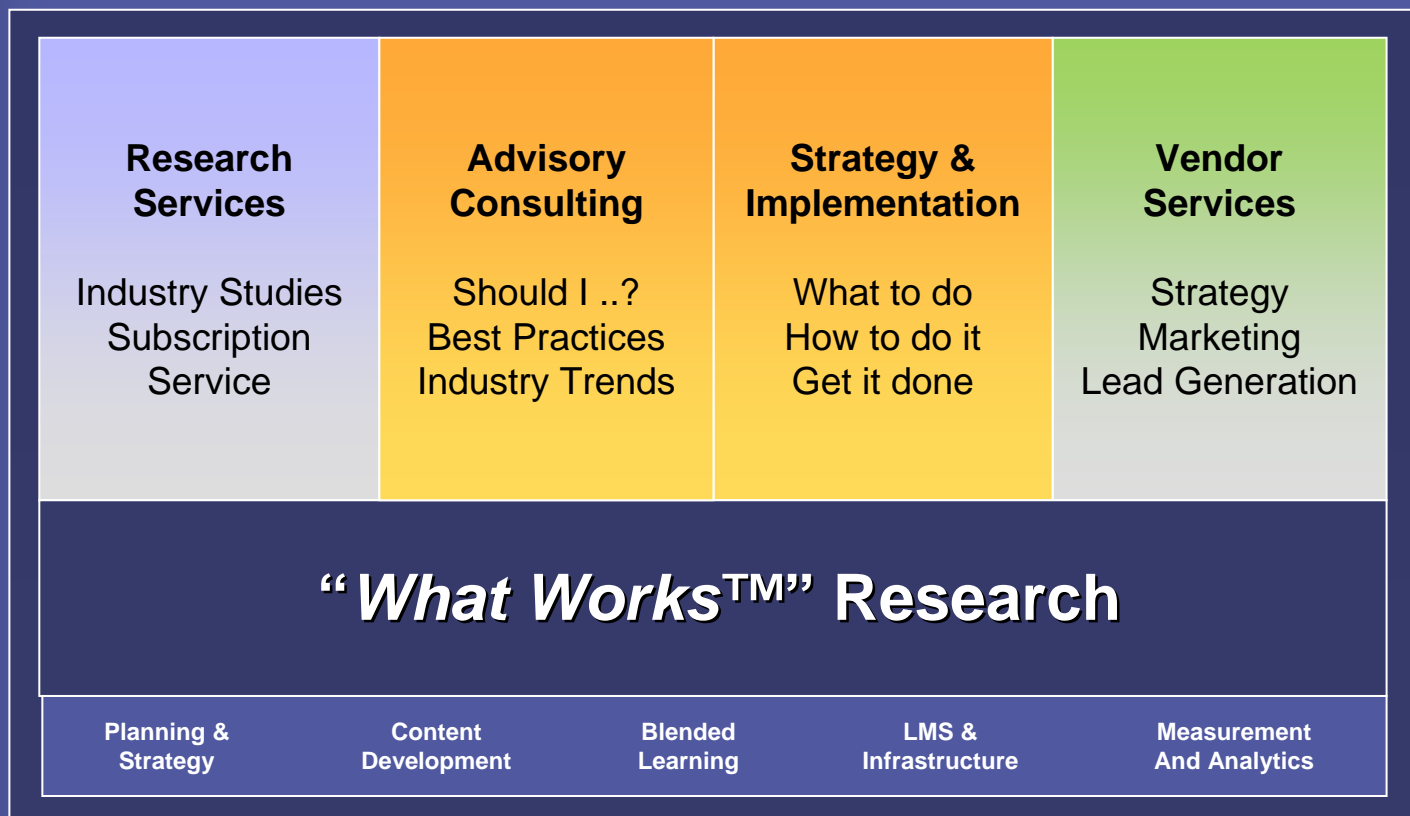 Research
Services
Industry Studies
Subscription
Service
Advisory
Consulting
Should I ..?
Best Practices
Industry Trends
Strategy &
Implementation
What to do
How to do it
Get it done
Vendor
Services
Strategy
Marketing
Lead Generation
“What Works™” Research
Planning &
Strategy
Content
Development
Blended
Learning
LMS &
Infrastructure
Measurement
And Analytics